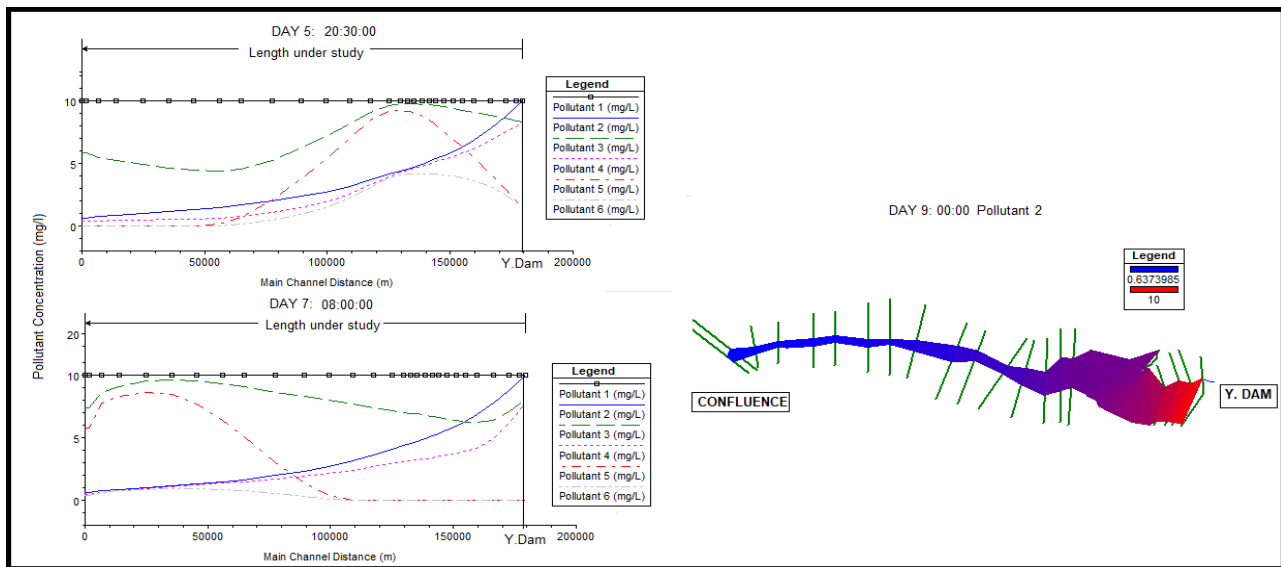 DAY 5: 20:30:00
Length under study
Legend
Pollutant 1 (mg/L)
Pollutant 2 (mg/L)
Pollutant 3 (mg/L)
Pollutant 4 (mg/L)
Pollutant 5 (mg/L)
Pollutant 6 (mg/L)
10
5
0
0
50000
100000
150000
Y.Dam
200000
Main Channel Distance (m)
Pollutant Concentration (mg/l)
DAY 7: 08:00:00
Length under study
Legend
Pollutant 1 (mg/L)
Pollutant 2 (mg/L)
Pollutant 3 (mg/L)
Pollutant 4 (mg/L)
Pollutant 5 (mg/L)
Pollutant 6 (mg/L)
20
10
5
0
0
50000
100000
150000
Y.Dam
200000
Main Channel Distance (m)
DAY 9: 00:00 Pollutant 2
Legend
0.6373985
10
CONFLUENCE
Y. DAM